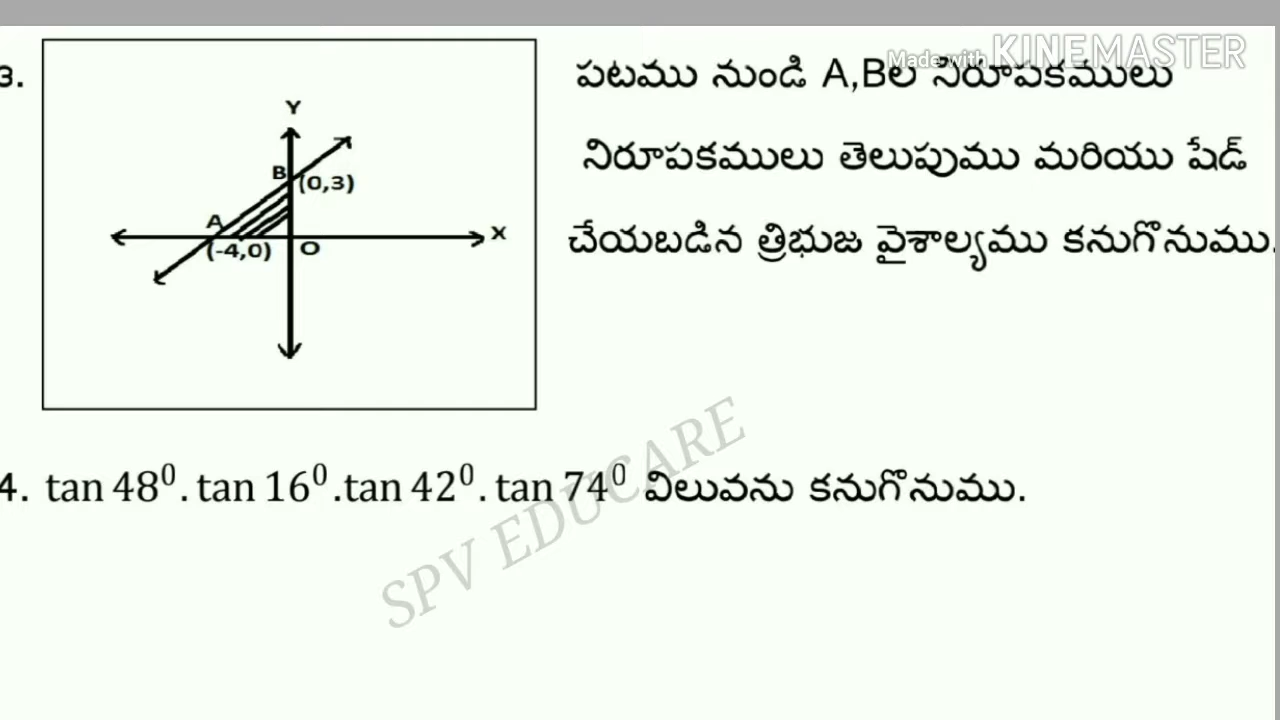 Made with KINEMASTER
3. పటము నుండి A,Bల నిరూపకములు
నిరూపకములు తెలుపుము మరియు షేడ్
చేయబడిన త్రిభుజ వైశాల్యము కనుగొనుము.
Y
B
(0,3)
A
X
(-4,0)
O
4. tan 48⁰. tan 16⁰.tan 42⁰. tan 74⁰ విలువను కనుగొనుము.
SPV EDUCARE